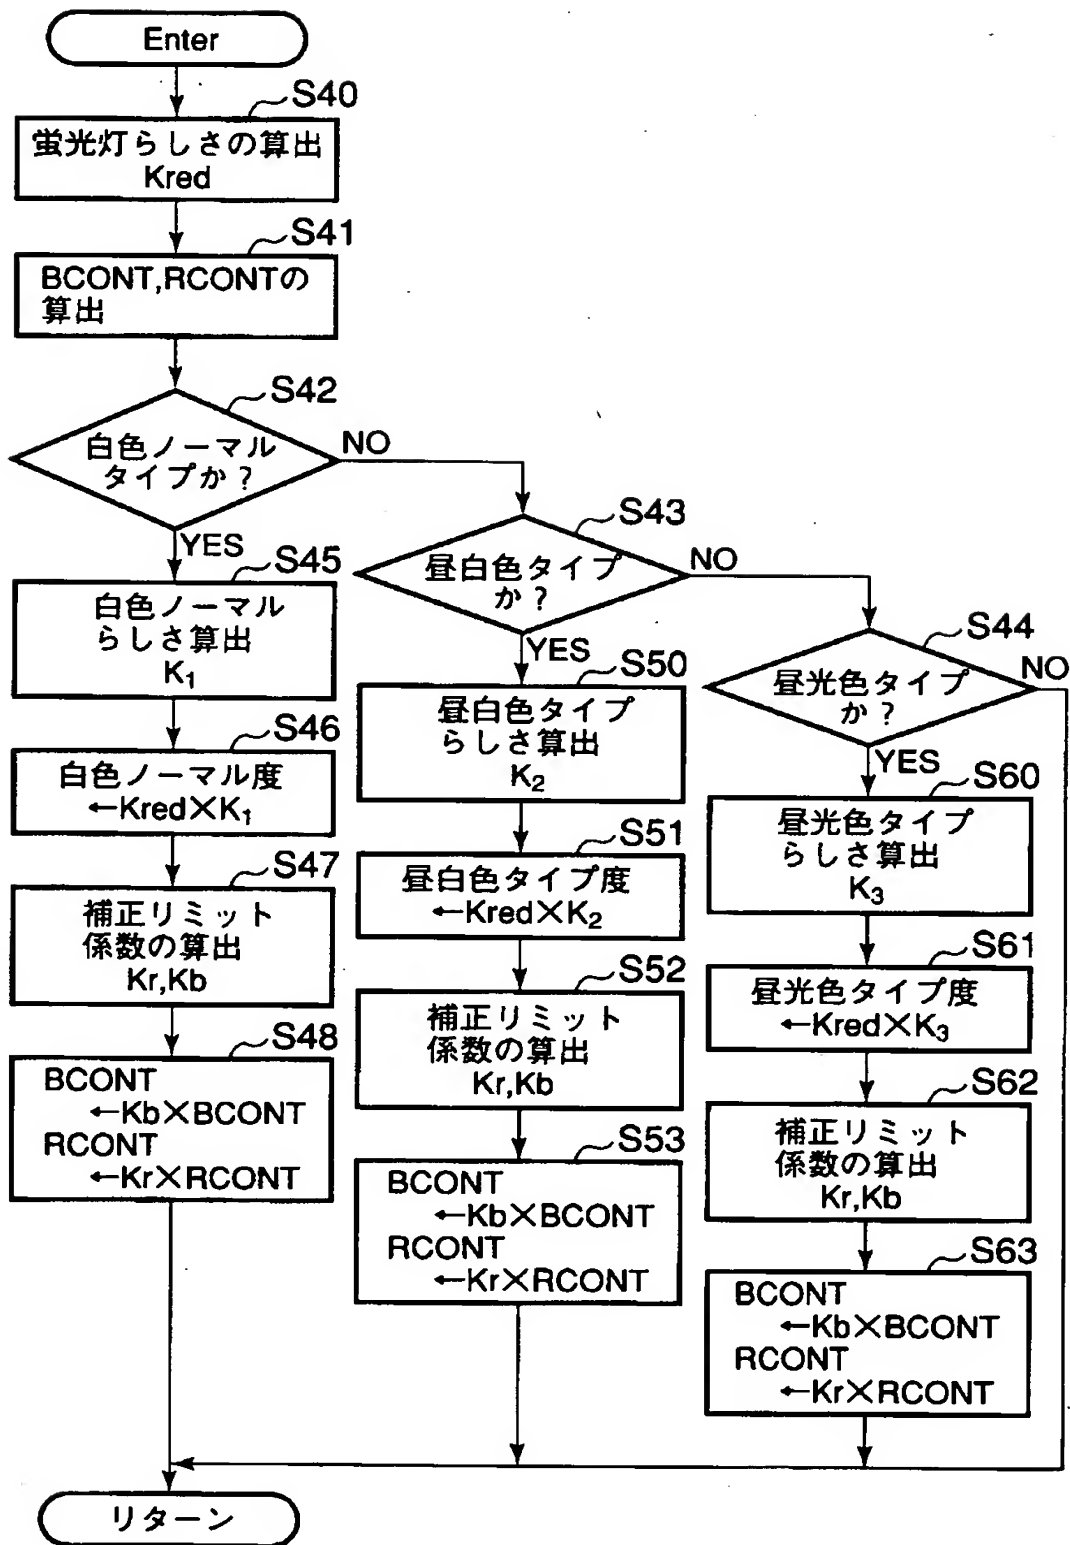 Enter
S40
蛍光灯らしさの算出
Kred
S41
BCONT,RCONTの
算出
S42
白色ノーマル
タイプか？
NO
YES
S45
白色ノーマル
らしさ算出
K₁
S46
白色ノーマル度
←Kred×K₁
S47
補正リミット
係数の算出
Kr,Kb
S48
BCONT
←Kb×BCONT
RCONT
←Kr×RCONT
S43
昼白色タイプ
か？
NO
YES
S50
昼白色タイプ
らしさ算出
K₂
S51
昼白色タイプ度
←Kred×K₂
S52
補正リミット
係数の算出
Kr,Kb
S53
BCONT
←Kb×BCONT
RCONT
←Kr×RCONT
S44
昼光色タイプ
か？
NO
YES
S60
昼光色タイプ
らしさ算出
K₃
S61
昼光色タイプ度
←Kred×K₃
S62
補正リミット
係数の算出
Kr,Kb
S63
BCONT
←Kb×BCONT
RCONT
←Kr×RCONT
リターン